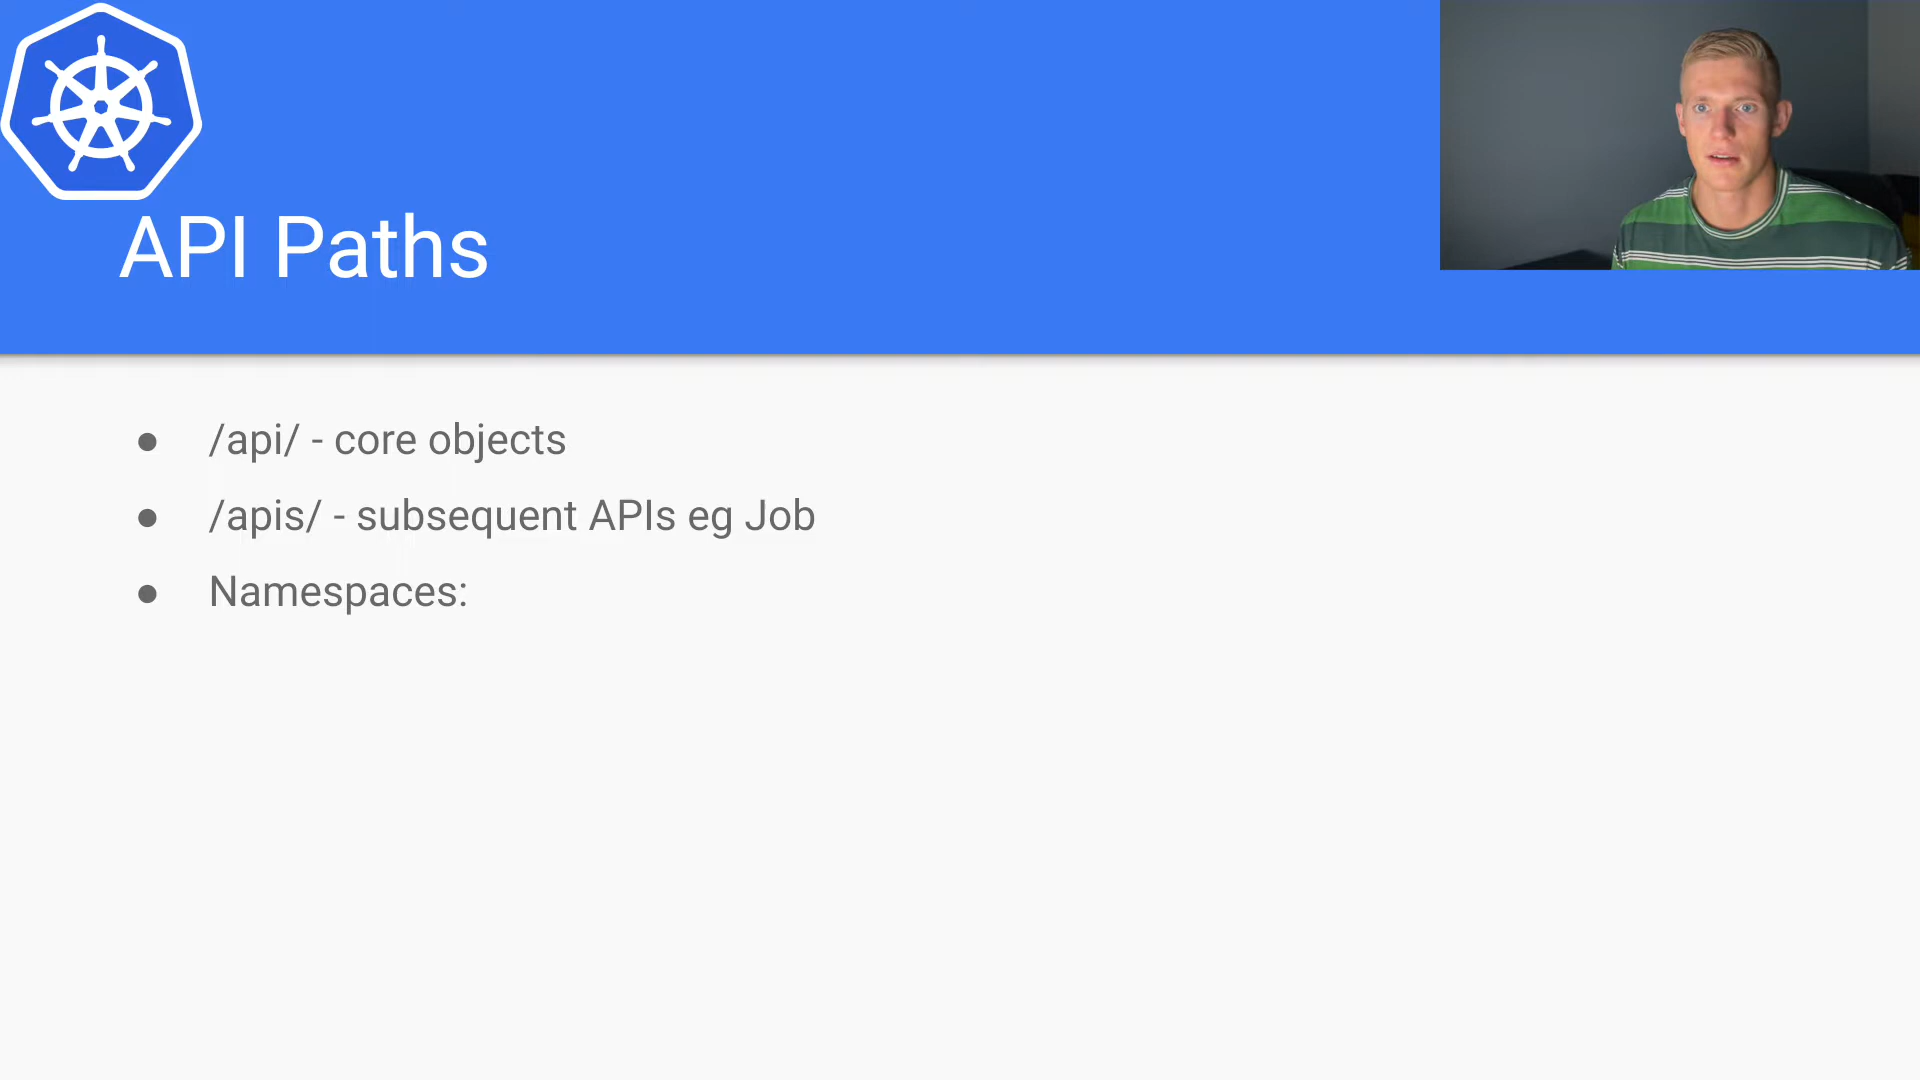 API Paths
/api/ - core objects
/apis/ - subsequent APIs eg Job
Namespaces: